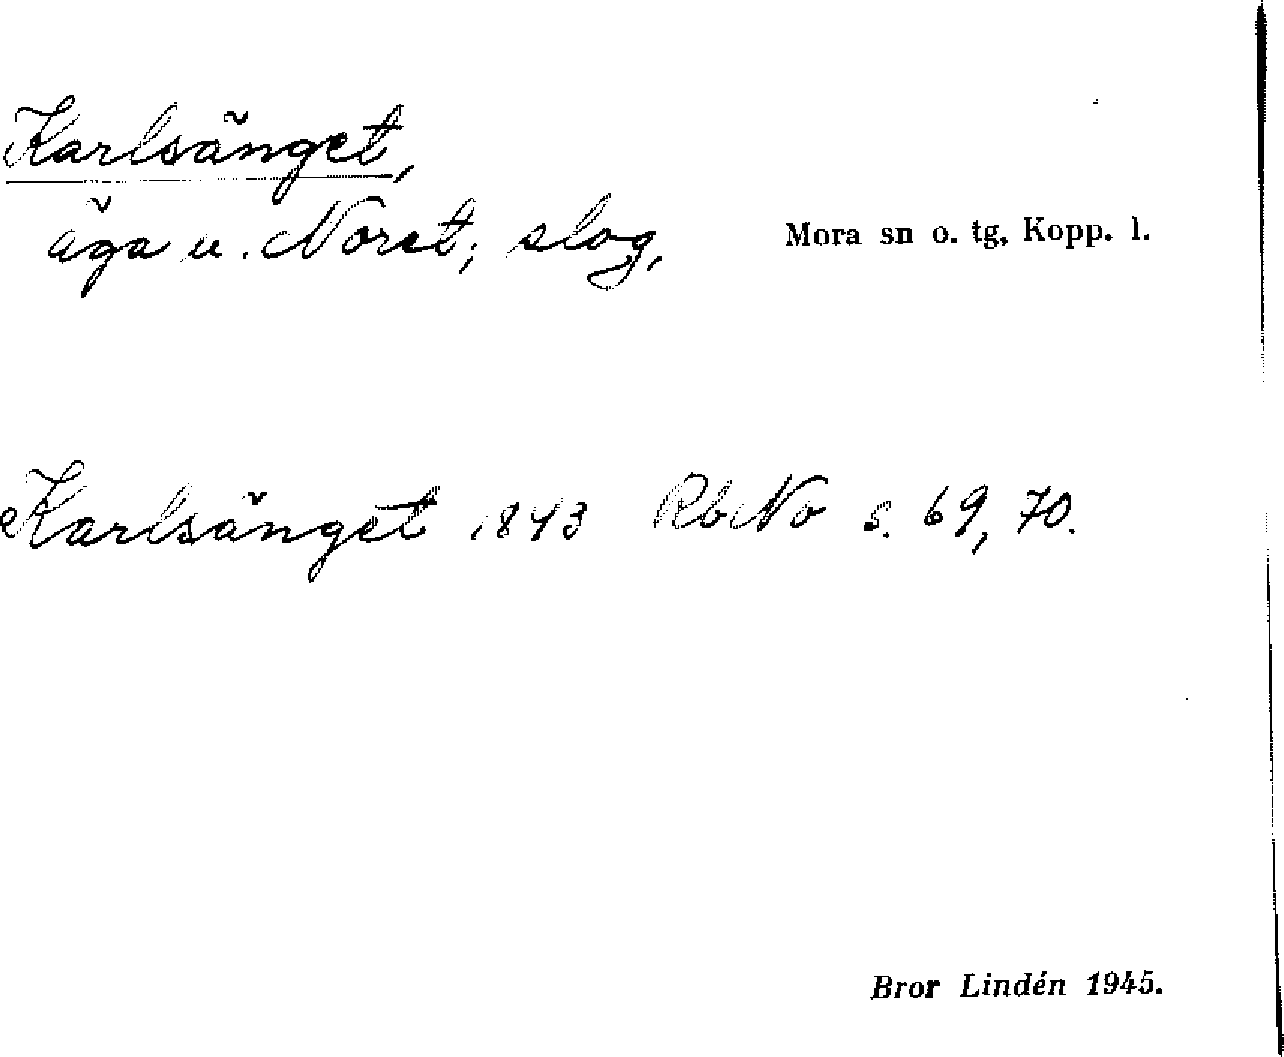 Karlsänget,
äga u. Noret; slog, Mora sn o. tg, Kopp. l.
Karlsänget 1843 RbNo s. 69, 70.
Bror Lindén 1945.